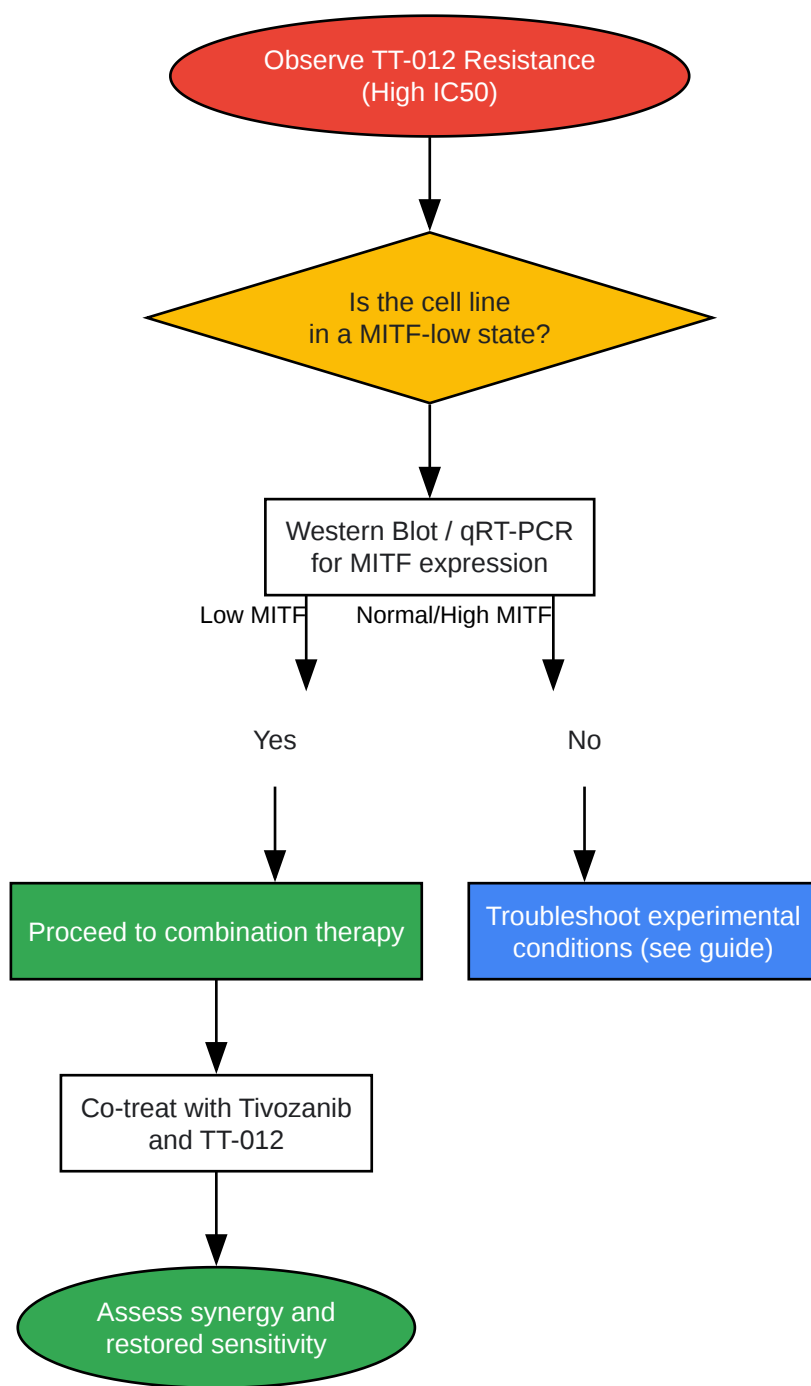 Observe TT-012 Resistance
(High IC50)
Is the cell line
in a MITF-low state?
Western Blot / qRT-PCR
for MITF expression
Low MITF
Normal/High MITF
Yes
No
Proceed to combination therapy
Troubleshoot experimental
conditions (see guide)
Co-treat with Tivozanib
and TT-012
Assess synergy and
restored sensitivity